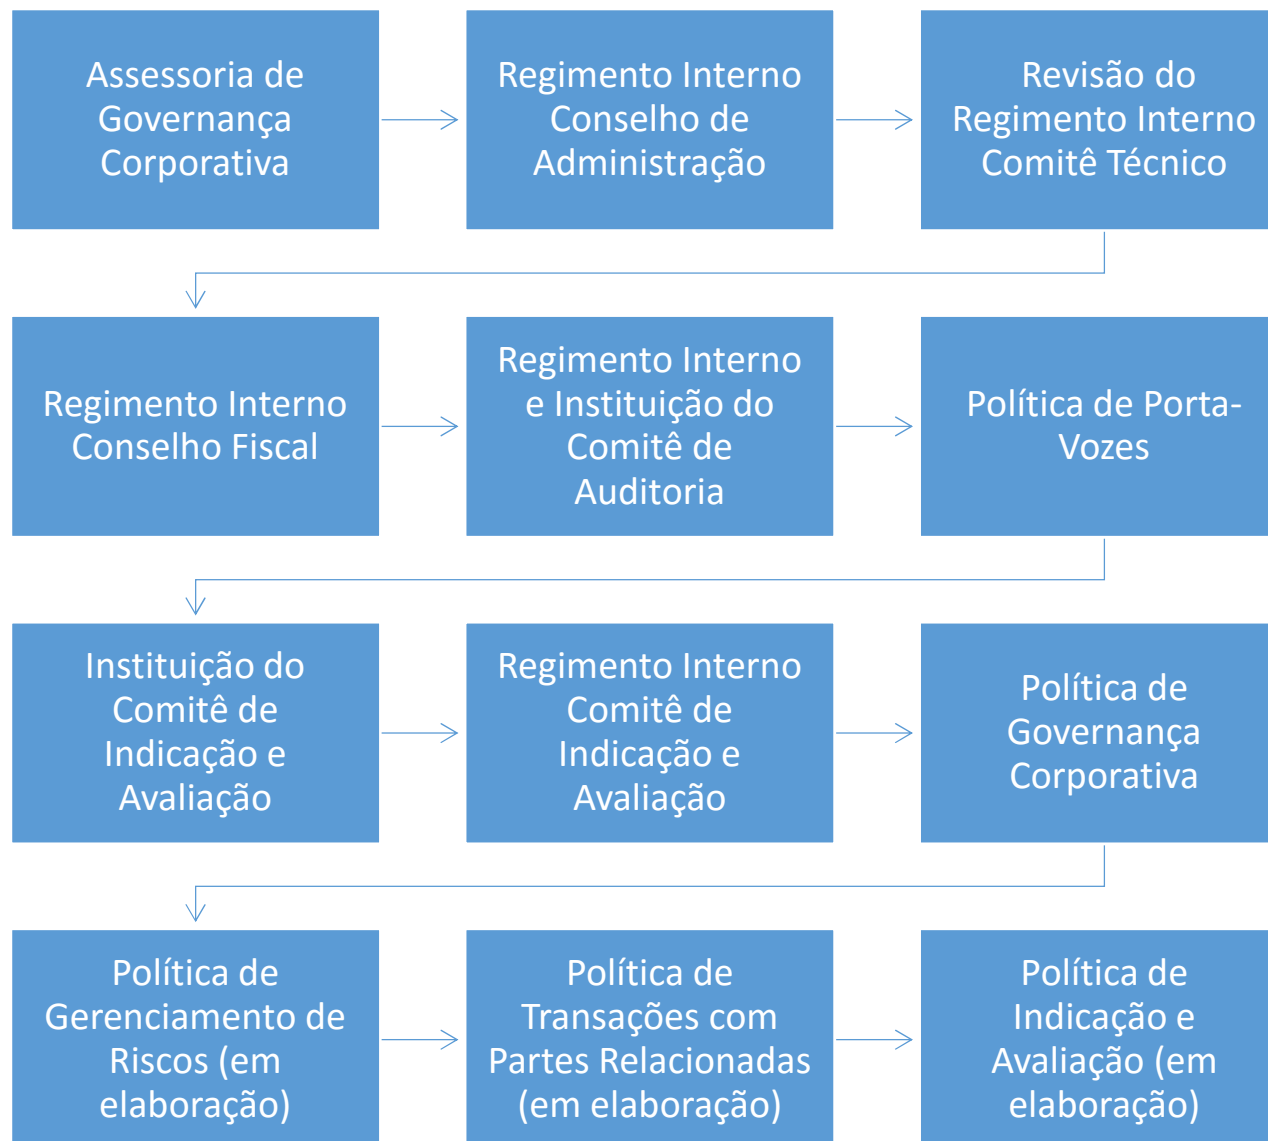 Assessoria de
Governança
Corporativa
Regimento Interno
Conselho de
Administração
Revisão do
Regimento Interno
Comitê Técnico
Regimento Interno
Conselho Fiscal
Regimento Interno
e Instituição do
Comitê de
Auditoria
Política de Porta-
Vozes
Instituição do
Comitê de
Indicação e
Avaliação
Regimento Interno
Comitê de
Indicação e
Avaliação
Política de
Governança
Corporativa
Política de
Gerenciamento de
Riscos (em
elaboração)
Política de
Transações com
Partes Relacionadas
(em elaboração)
Política de
Indicação e
Avaliação (em
elaboração)